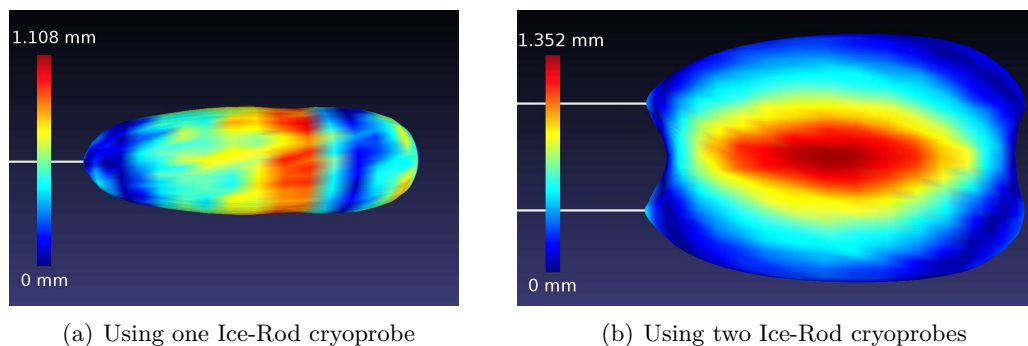 1.108 mm
0 mm
1.352 mm
0 mm
(a) Using one Ice-Rod cryoprobe
(b) Using two Ice-Rod cryoprobes